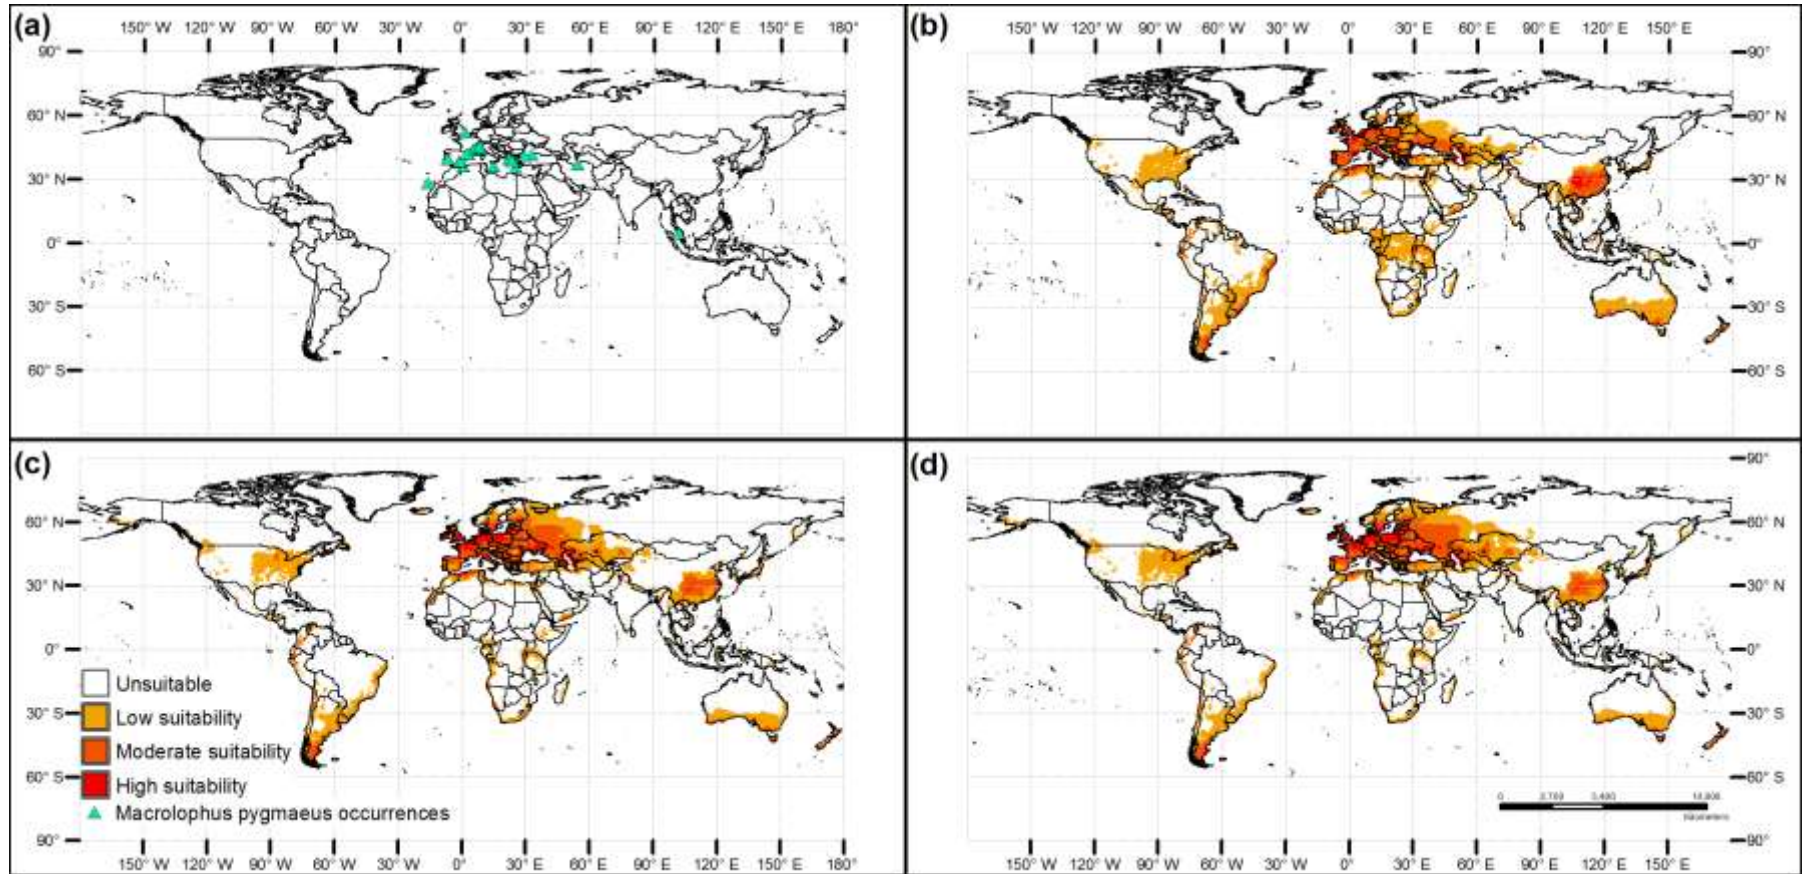 (a)
150° W 120° W 90° W 60° W 30° W 0° 30° E 60° E 90° E 120° E 150° E 180°
90°
60° N
30° N
0°
30° S
60° S
(b)
150° W 120° W 90° W 60° W 30° W 0° 30° E 60° E 90° E 120° E 150° E
90°
60° N
30° N
0°
30° S
60° S
(c)
60° N
30° N
0°
30° S
60° S
90°
Unsuitable
Low suitability
Moderate suitability
High suitability
Macrolophus pygmaeus occurrences
150° W 120° W 90° W 60° W 30° W 0° 30° E 60° E 90° E 120° E 150° E 180°
(d)
90°
60° N
30° N
0°
30° S
60° S
90°
0
Kilometers
150° W 120° W 90° W 60° W 30° W 0° 30° E 60° E 90° E 120° E 150° E